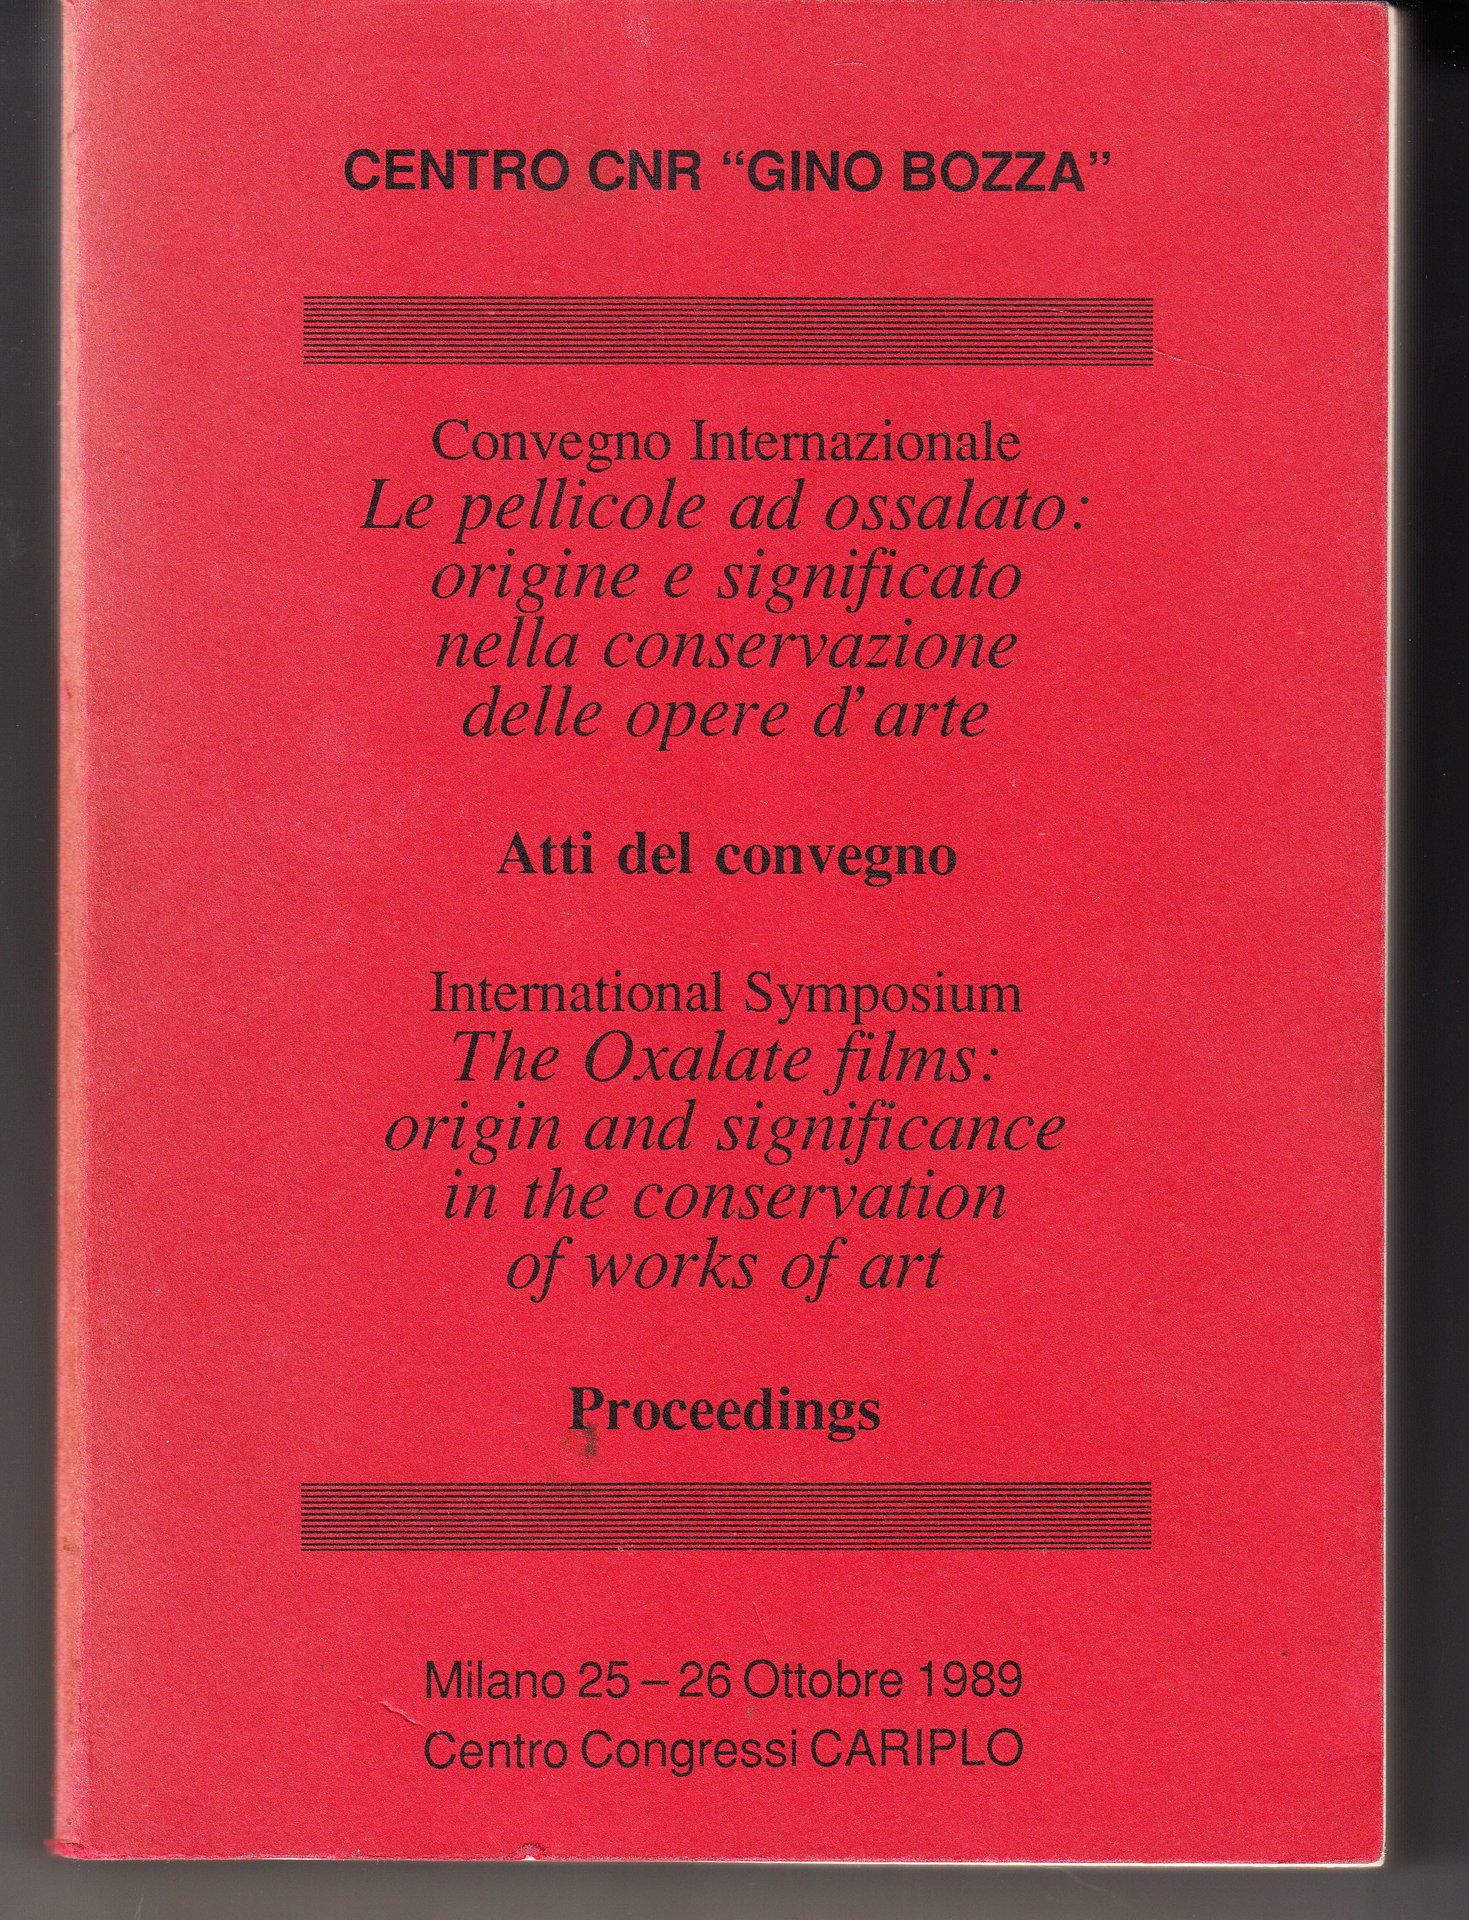 CENTRO CNR “GINO BOZZA”
Convegno Internazionale
Le pellicole ad ossalato:
origine e significato
nella conservazione
delle opere d’arte
Atti del convegno
International Symposium
The Oxalate films:
origin and significance
in the conservation
of works of art
Proceedings
Milano 25 – 26 Ottobre 1989
Centro Congressi CARIPLO